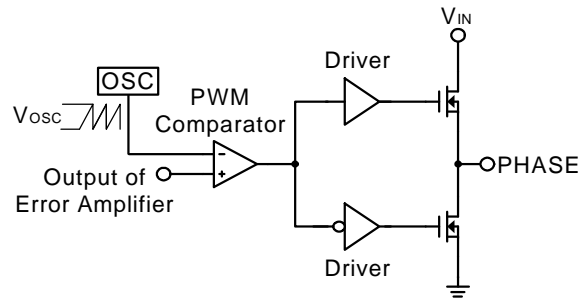 VIN
Driver
OSC
PWM
Comparator
VOSC
-
+
Output of
Error Amplifier
PHASE
Driver